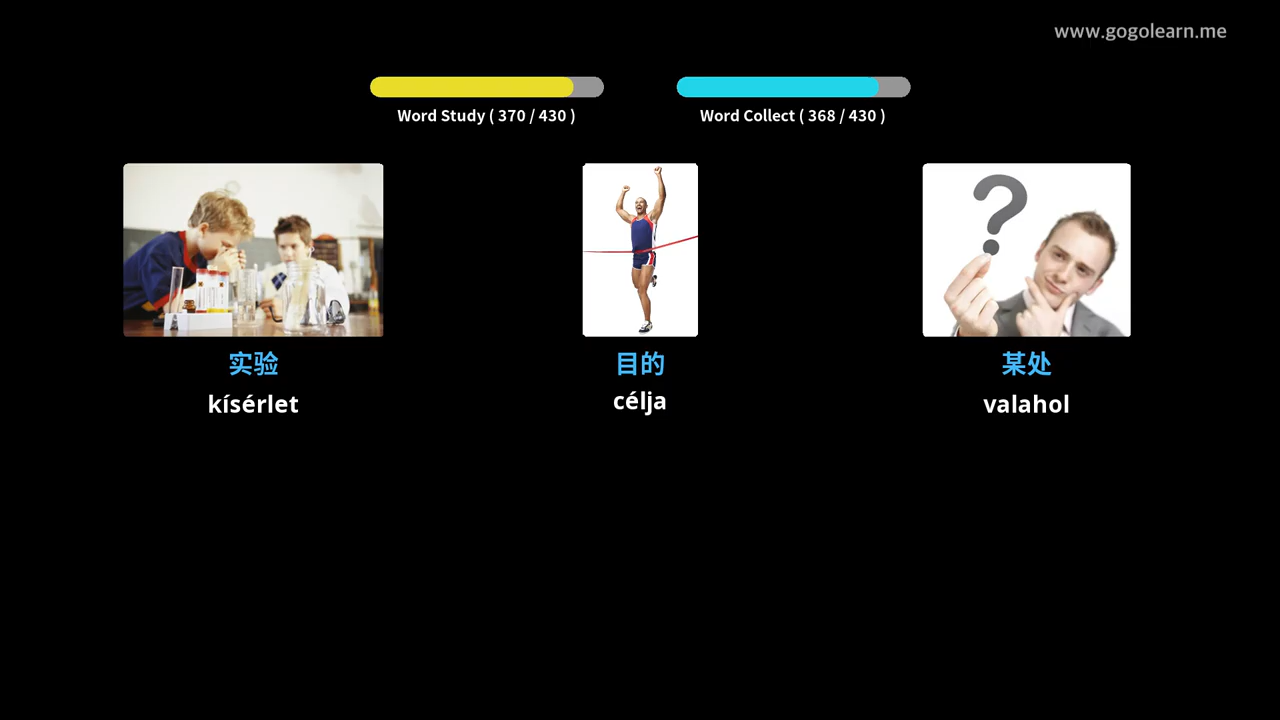 www.gogolearn.me
Word Study ( 370 / 430 )
Word Collect ( 368 / 430 )
实验
目的
某处
kísérlet
célja
valahol